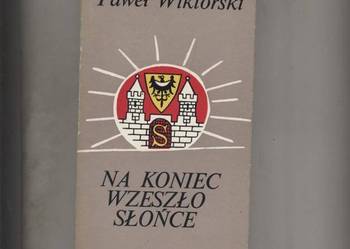 Paweł Wiktorski
S
NA KONIEC
WZESZŁO
SŁOŃCE